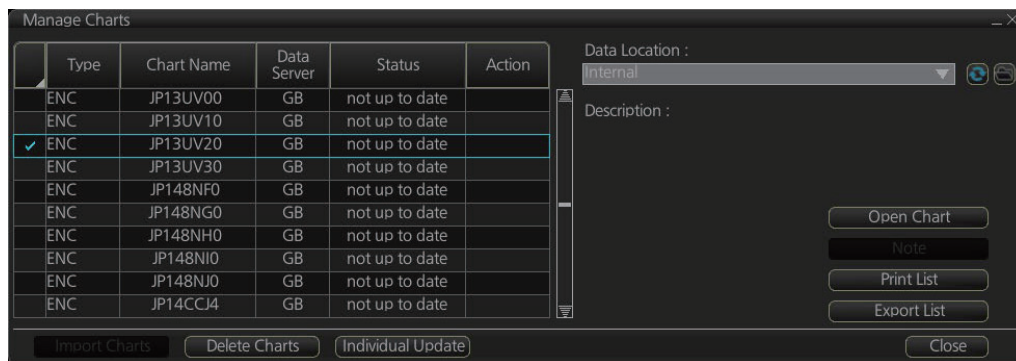 Manage Charts
Type Chart Name Data Server Status Action
ENC JP13UV00 GB not up to date
ENC JP13UV10 GB not up to date
ENC JP13UV20 GB not up to date
ENC JP13UV30 GB not up to date
ENC JP148NF0 GB not up to date
ENC JP148NG0 GB not up to date
ENC JP148NH0 GB not up to date
ENC JP148NI0 GB not up to date
ENC JP148NJ0 GB not up to date
ENC JP14CCJ4 GB not up to date
Data Location :
Internal
Description :
Open Chart
Note
Print List
Export List
Import Charts Delete Charts Individual Update Close